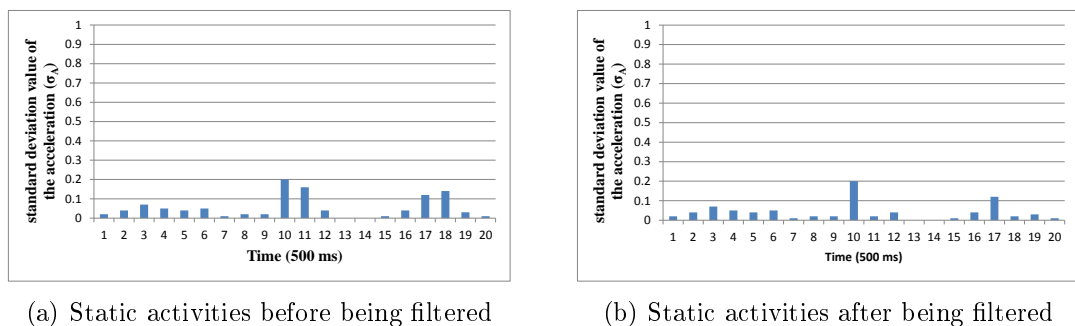 standard deviation value of
the acceleration (σA)
1
0.9
0.8
0.7
0.6
0.5
0.4
0.3
0.2
0.1
0
1 2 3 4 5 6 7 8 9 10 11 12 13 14 15 16 17 18 19 20
Time (500 ms)
(a) Static activities before being filtered
standard deviation value of
the acceleration (σA)
1
0.9
0.8
0.7
0.6
0.5
0.4
0.3
0.2
0.1
0
1 2 3 4 5 6 7 8 9 10 11 12 13 14 15 16 17 18 19 20
Time (500 ms)
(b) Static activities after being filtered